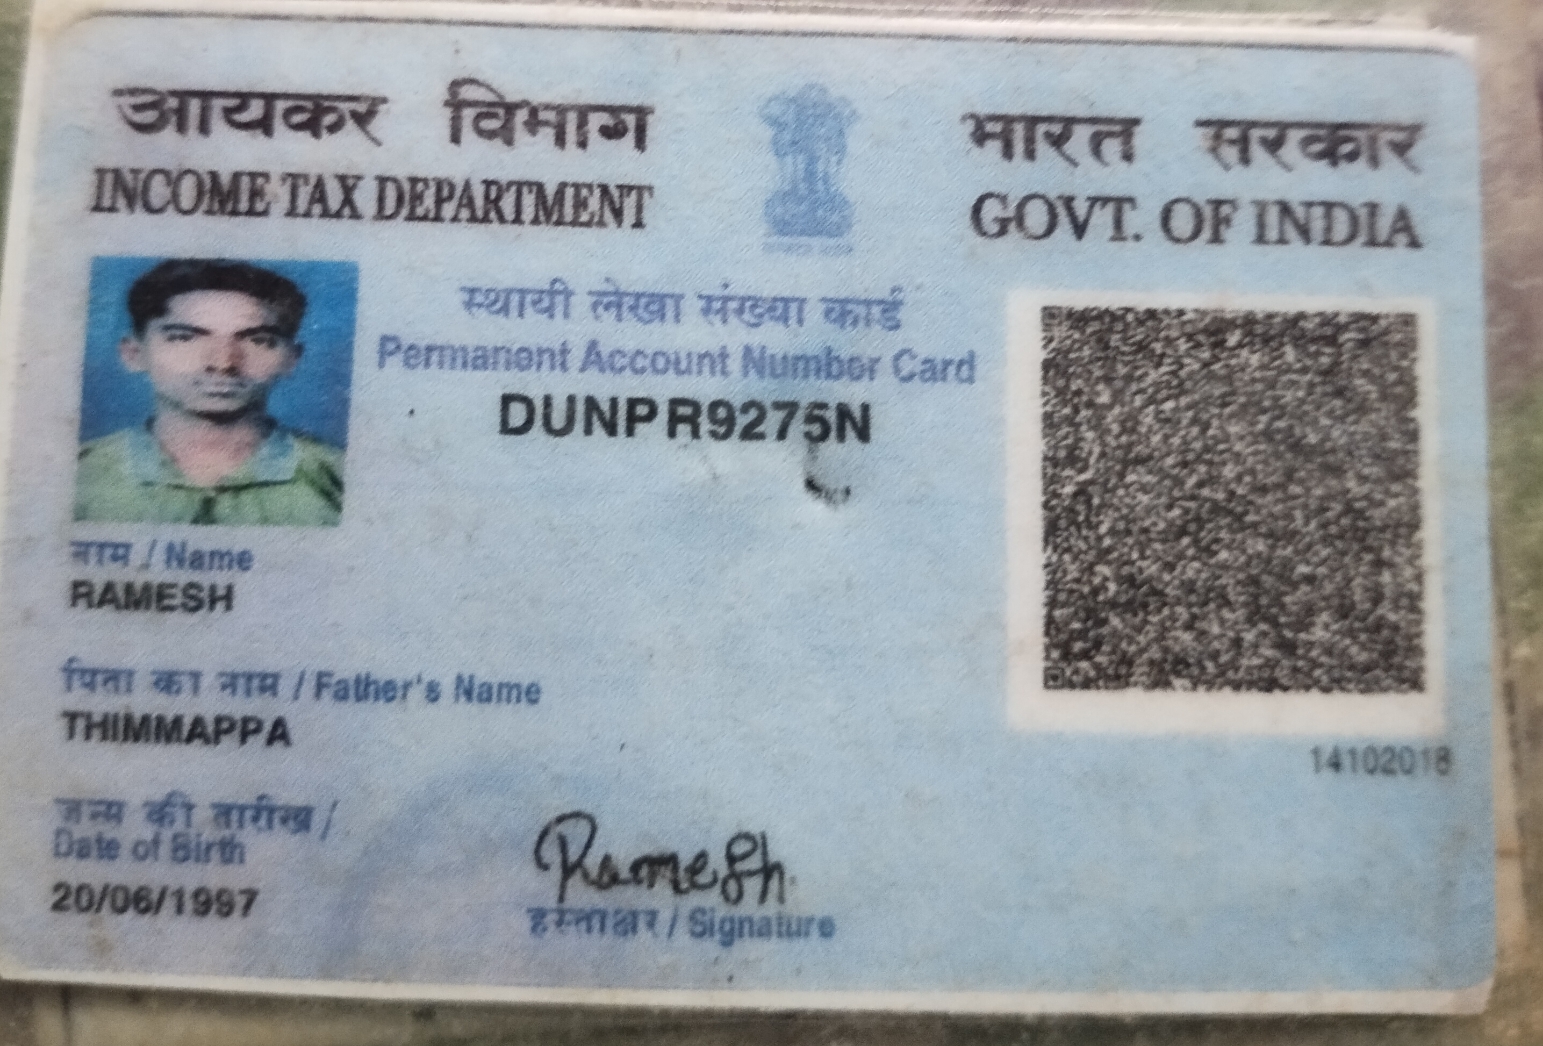 आयकर विभाग
INCOME TAX DEPARTMENT
भारत सरकार
GOVT. OF INDIA
स्थायी लेखा संख्या कार्ड
Permanent Account Number Card
DUNPR9275N
नाम / Name
RAMESH
पिता का नाम / Father's Name
THIMMAPPA
14102018
जन्म की तारीख /
Date of Birth
20/06/1997
Ramesh
हस्ताक्षर / Signature